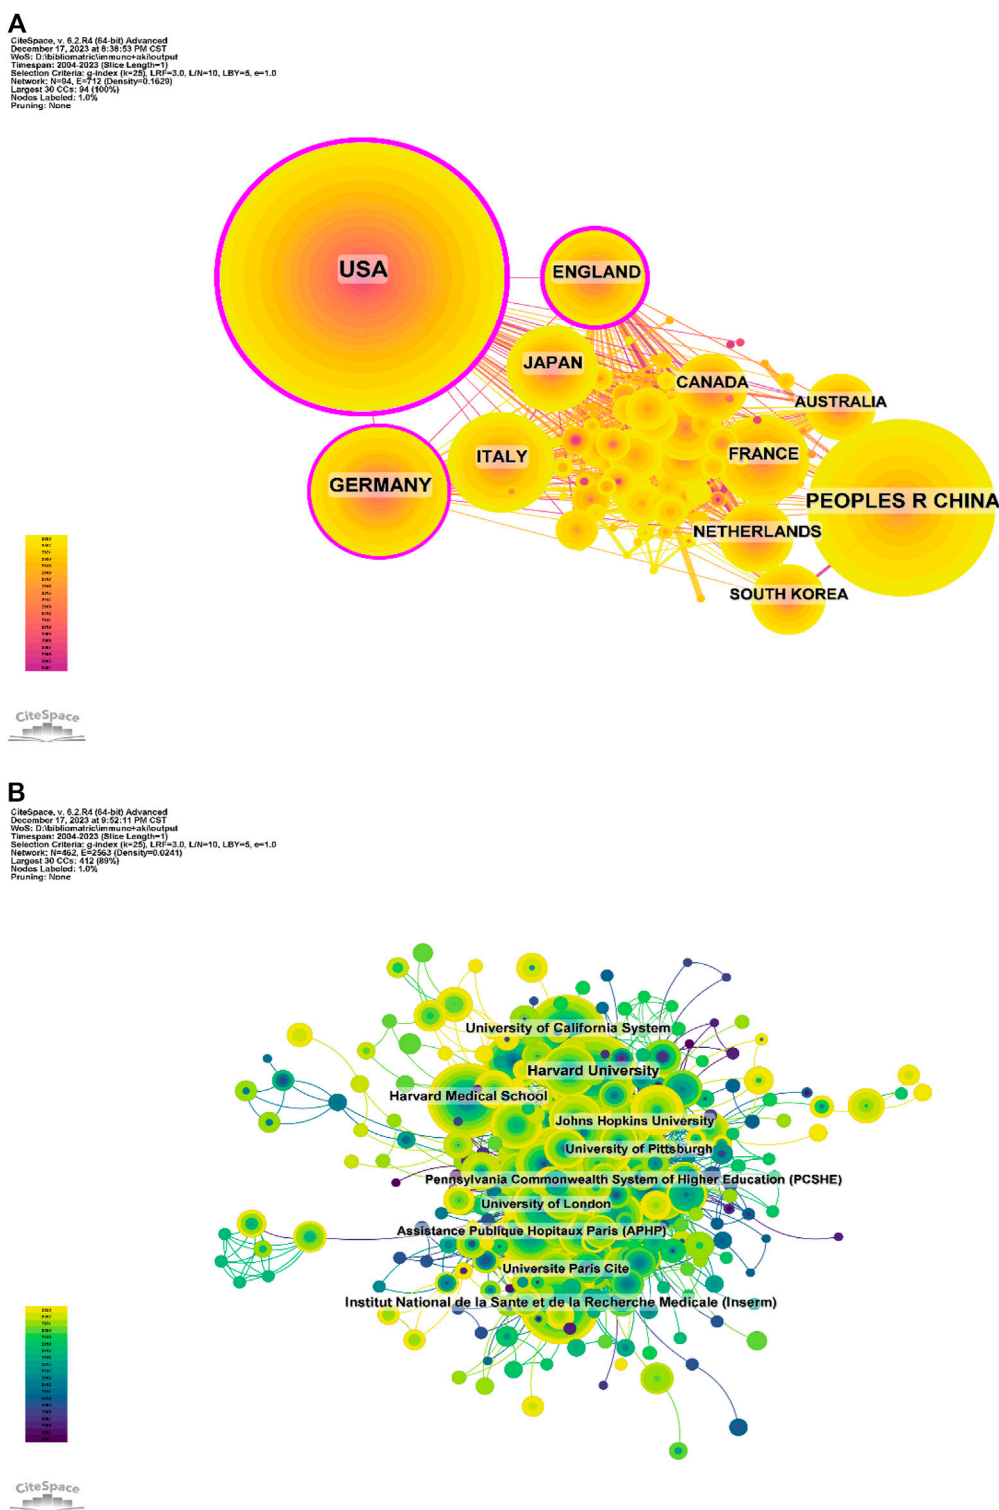 A
CiteSpace, v. 6.2.R4 (64-bit) Advanced
December 17, 2023 at 8:38:53 PM CST
WoS: D:\bibliomatric\immune+aki\output
Timespan: 2004-2023 (Slice Length=1)
Selection Criteria: g-index (k=25), LRF=3.0, L/N=10, LBY=5, e=1.0
Network: N=94, E=712 (Density=0.1629)
Largest 30 CCs: 94 (100%)
Nodes Labeled: 1.0%
Pruning: None
USA
ENGLAND
JAPAN
CANADA
AUSTRALIA
ITALY
FRANCE
GERMANY
PEOPLES R CHINA
NETHERLANDS
SOUTH KOREA
CiteSpace
B
CiteSpace, v. 6.2.R4 (64-bit) Advanced
December 17, 2023 at 9:52:11 PM CST
WoS: D:\bibliomatric\immune+aki\output
Timespan: 2004-2023 (Slice Length=1)
Selection Criteria: g-index (k=25), LRF=3.0, L/N=10, LBY=5, e=1.0
Network: N=462, E=2563 (Density=0.0241)
Largest 30 CCs: 412 (89%)
Nodes Labeled: 1.0%
Pruning: None
University of California System
Harvard University
Harvard Medical School
Johns Hopkins University
University of Pittsburgh
Pennsylvania Commonwealth System of Higher Education (PCSHE)
University of London
Assistance Publique Hopitaux Paris (APHP)
Universite Paris Cite
Institut National de la Sante et de la Recherche Medicale (Inserm)
CiteSpace